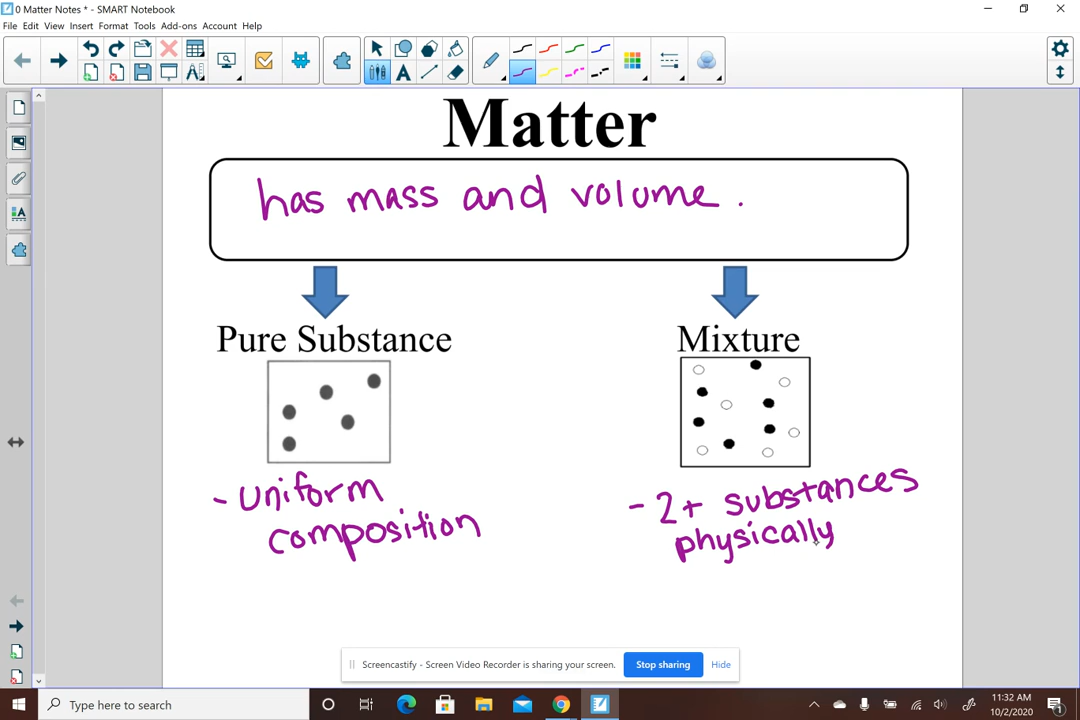 0 Matter Notes * - SMART Notebook
File Edit View Insert Format Tools Add-ons Account Help
Matter
has mass and volume.
Pure Substance
Mixture
- Uniform
composition
- 2+ substances
physically
Screencastify - Screen Video Recorder is sharing your screen.
Stop sharing
Hide
Type here to search
11:32 AM
10/2/2020
1